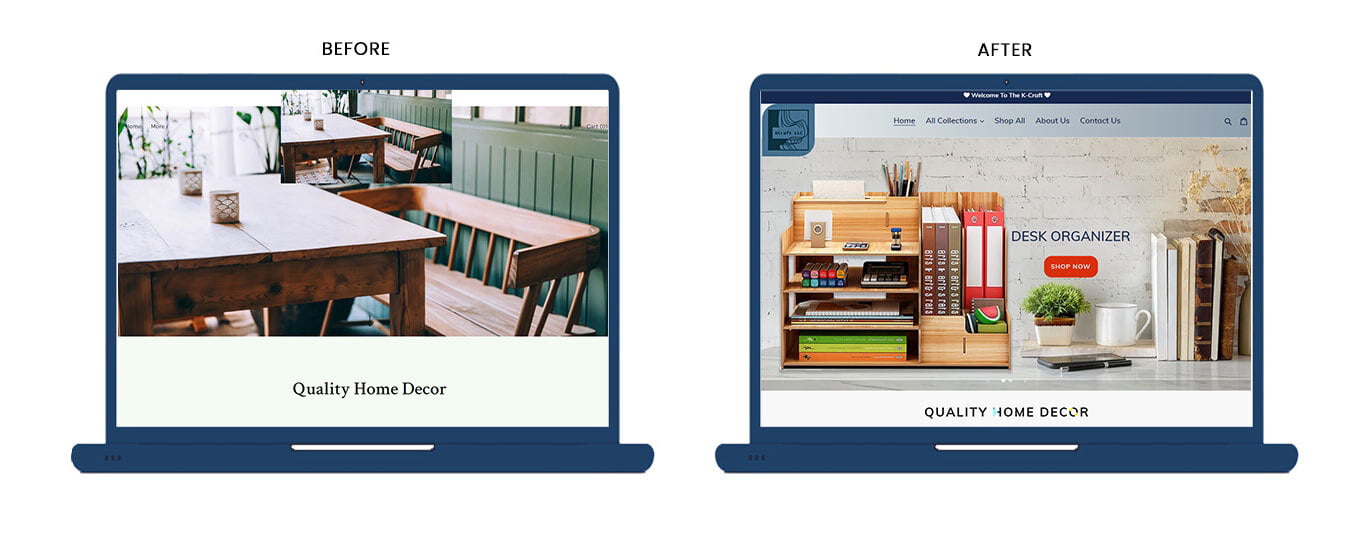 BEFORE
AFTER
Home More
Cart (0)
Quality Home Decor
Welcome To The K-Craft
KCraft LLC
Home All Collections Shop All About Us Contact Us
DESK ORGANIZER
SHOP NOW
QUALITY HOME DECOR